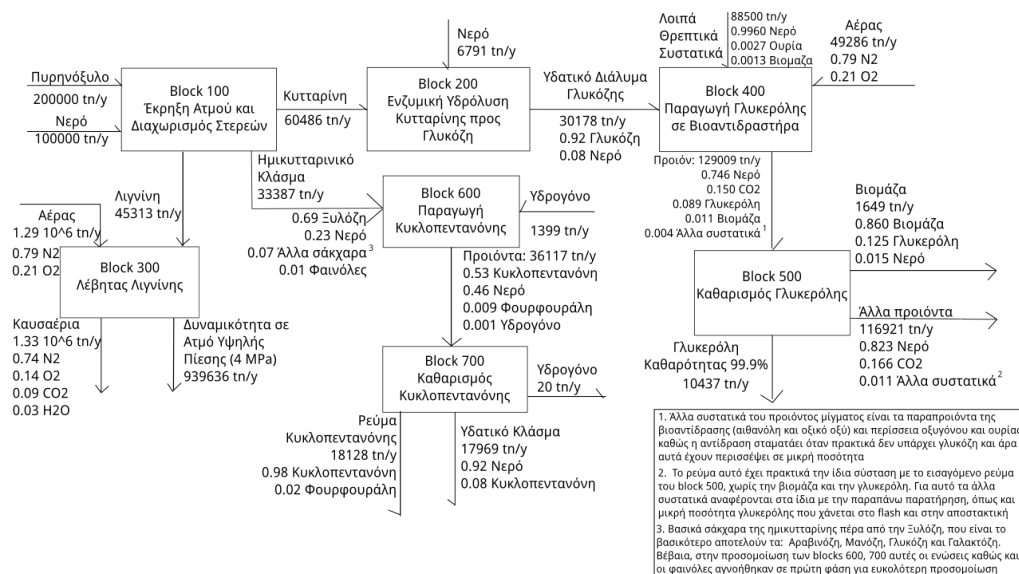 Πυρηνόξυλο
200000 tn/y
Νερό
100000 tn/y
Block 100
Έκρηξη Ατμού και
Διαχωρισμός Στερεών
Κυτταρίνη
60486 tn/y
Νερό
6791 tn/y
Block 200
Ενζυμική Υδρόλυση
Κυτταρίνης προς
Γλυκόζη
Υδατικό Διάλυμα
Γλυκόζης
30178 tn/y
0.92 Γλυκόζη
0.08 Νερό
Λοιπά
Θρεπτικά
Συστατικά
88500 tn/y
0.9960 Νερό
0.0027 Ουρία
0.0013 Βιομαζα
Αέρας
49286 tn/y
0.79 N2
0.21 O2
Block 400
Παραγωγή Γλυκερόλης
σε Βιοαντιδραστήρα
Λιγνίνη
45313 tn/y
Ημικυτταρινικό
Κλάσμα
33387 tn/y
0.69 Ξυλόζη
0.23 Νερό
0.07 Άλλα σάκχαρα 3
0.01 Φαινόλες
Block 600
Παραγωγή
Κυκλοπεντανόνης
Υδρογόνο
1399 tn/y
Προιόν: 129009 tn/y
0.746 Νερό
0.150 CO2
0.089 Γλυκερόλη
0.011 Βιομάζα
0.004 Άλλα συστατικά 1
Αέρας
1.29 10^6 tn/y
0.79 N2
0.21 O2
Block 300
Λέβητας Λιγνίνης
Προϊόντα: 36117 tn/y
0.53 Κυκλοπεντανόνη
0.46 Νερό
0.009 Φουρφουράλη
0.001 Υδρογόνο
Block 500
Καθαρισμός Γλυκερόλης
Βιομάζα
1649 tn/y
0.860 Βιομάζα
0.125 Γλυκερόλη
0.015 Νερό
Άλλα προιόντα
116921 tn/y
0.823 Νερό
0.166 CO2
0.011 Άλλα συστατικά 2
Καυσαέρια
1.33 10^6 tn/y
0.74 N2
0.14 O2
0.09 CO2
0.03 H2O
Δυναμικότητα σε
Ατμό Υψηλής
Πίεσης (4 MPa)
939636 tn/y
Block 700
Καθαρισμός
Κυκλοπεντανόνης
Υδρογόνο
20 tn/y
Γλυκερόλη
Καθαρότητας 99.9%
10437 tn/y
Ρεύμα
Κυκλοπεντανόνης
18128 tn/y
0.98 Κυκλοπεντανόν
0.02 Φουρφουράλη
Υδατικό Κλάσμα
17969 tn/y
0.92 Νερό
0.08 Κυκλοπεντανόνη
1. Άλλα συστατικά του προιόντος μίγματος είναι τα παραπροιόντα της
βιοαντίδρασης (αιθανόλη και οξικό οξύ) και περίσσεια οξυγόνου και ουρίας
καθώς η αντίδραση σταματάει όταν πρακτικά δεν υπάρχει γλυκόζη και άρα
αυτά έχουν περισσέψει σε μικρή ποσότητα
2. Το ρεύμα αυτό έχει πρακτικά την ίδια σύσταση με το εισαγόμενο ρεύμα
του block 500, χωρίς την βιομάζα και την γλυκερόλη. Για αυτό τα άλλα
συστατικά αναφέρονται στα ίδια με την παραπάνω παρατήρηση, όπως και
μικρή ποσότητα γλυκερόλης που χάνεται στο flash και στην αποστακτική
3. Βασικά σάκχαρα της ημικυτταρίνης πέρα από την Ξυλόζη, που είναι το
βασικότερο αποτελούν τα: Αραβινόζη, Μανόζη, Γλυκόζη και Γαλακτόζη.
Βέβαια, στην προσομοίωση των blocks 600, 700 αυτές οι ενώσεις καθώς και
οι φαινόλες αγνοήθηκαν σε πρώτη φάση για ευκολότερη προσομοίωση